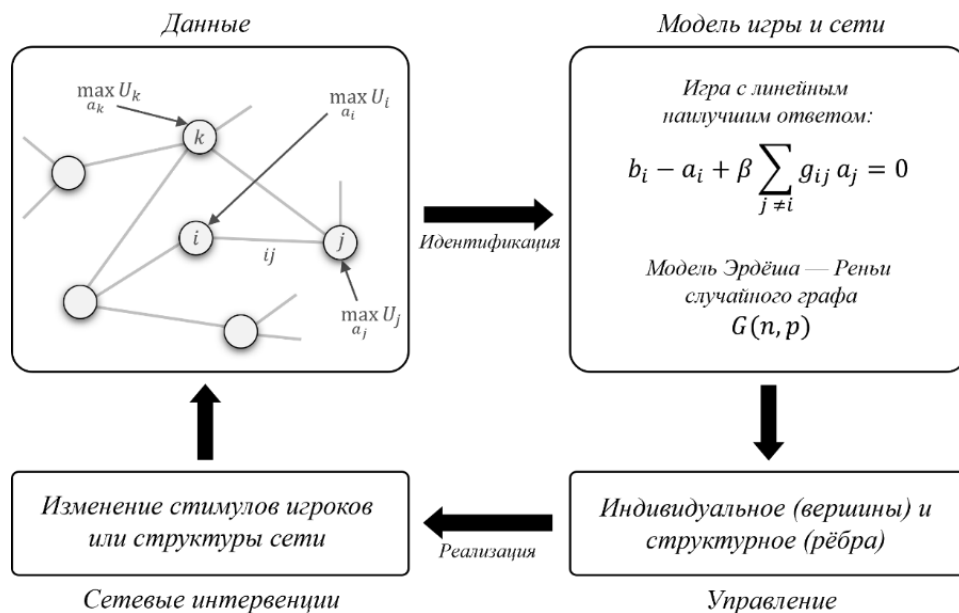 Данные
Модель игры и сети
max U_k
a_k
max U_i
a_i
k
i
j
ij
max U_j
a_j
Идентификация
Игра с линейным
наилучшим ответом:
b_i − a_i + β ∑ g_{ij} a_j = 0
j ≠ i
Модель Эрдёша — Реньи
случайного графа
G(n, p)
Изменение стимулов игроков
или структуры сети
Реализация
Индивидуальное (вершины) и
структурное (рёбра)
Сетевые интервенции
Управление